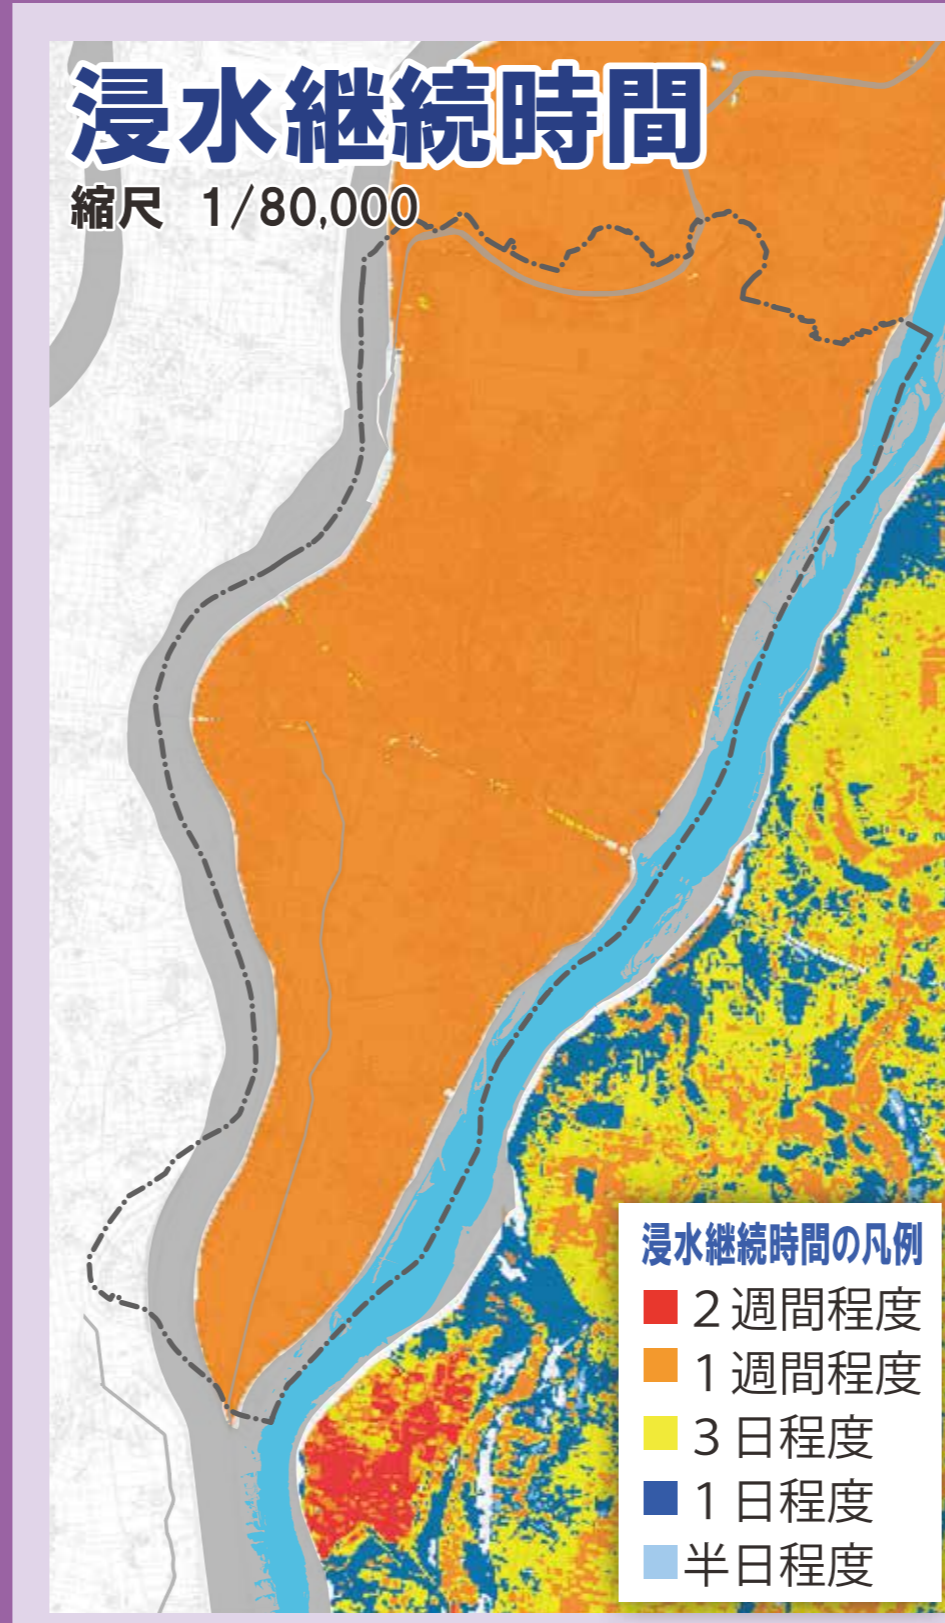 浸水継続時間
縮尺 1/80,000
浸水継続時間の凡例
2週間程度
1週間程度
3日程度
1日程度
半日程度